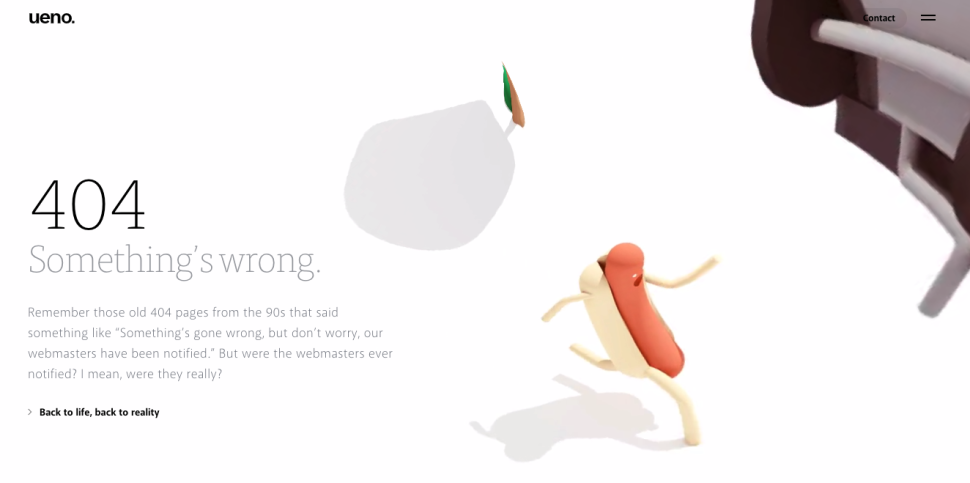 ueno.
Contact
404
Something’s wrong.
Remember those old 404 pages from the 90s that said
something like “Something’s gone wrong, but don’t worry, our
webmasters have been notified.” But were the webmasters ever
notified? I mean, were they really?
Back to life, back to reality